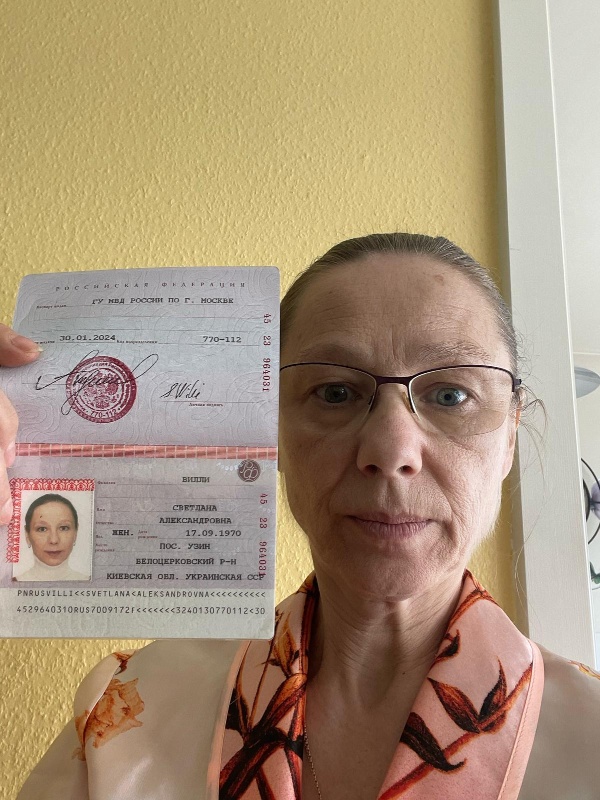 РОССИЙСКАЯ ФЕДЕРАЦИЯ
ГУ МВД РОССИИ ПО Г. МОСКВЕ
30.01.2024 770-112
45 23 964031
770-112
ВИЛЛИ
СВЕТЛАНА
АЛЕКСАНДРОВНА
ЖЕН. 17.09.1970
ПОС. УЗИН
БЕЛОЦЕРКОВСКИЙ Р-Н
КИЕВСКАЯ ОБЛ. УКРАИНСКАЯ ССР
45 23 964031
PNRUSVILLI<<SVETLANA<ALEKSANDROVNA<<<<<<<<<<
4529640310RUS7009172F<<<<<<<3240130770112<30